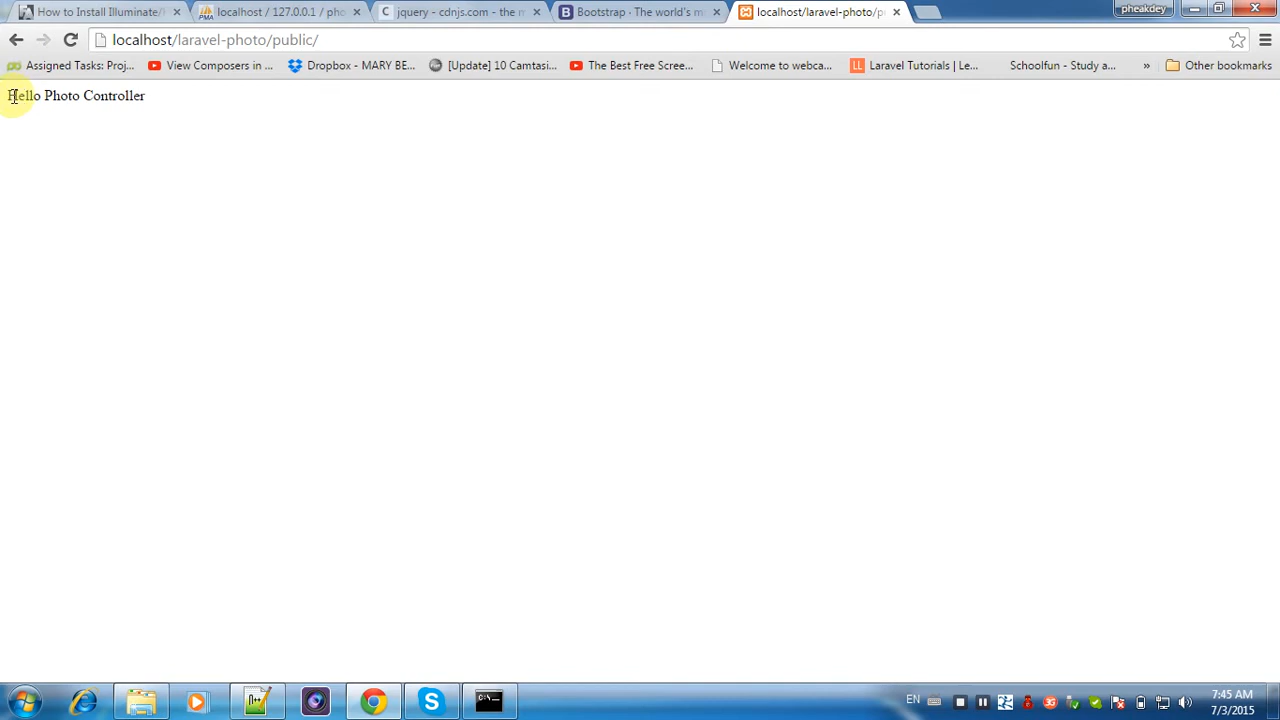 How to Install Illuminate/
localhost / 127.0.0.1 / pho
jquery - cdnjs.com - the m
Bootstrap · The world's m
localhost/laravel-photo/p
pheakdey
localhost/laravel-photo/public/
Assigned Tasks: Proj...
View Composers in ...
Dropbox - MARY BE...
[Update] 10 Camtasi...
The Best Free Scree...
Welcome to webca...
Laravel Tutorials | Le...
Schoolfun - Study a...
»
Other bookmarks
Hello Photo Controller
EN
7:45 AM
7/3/2015